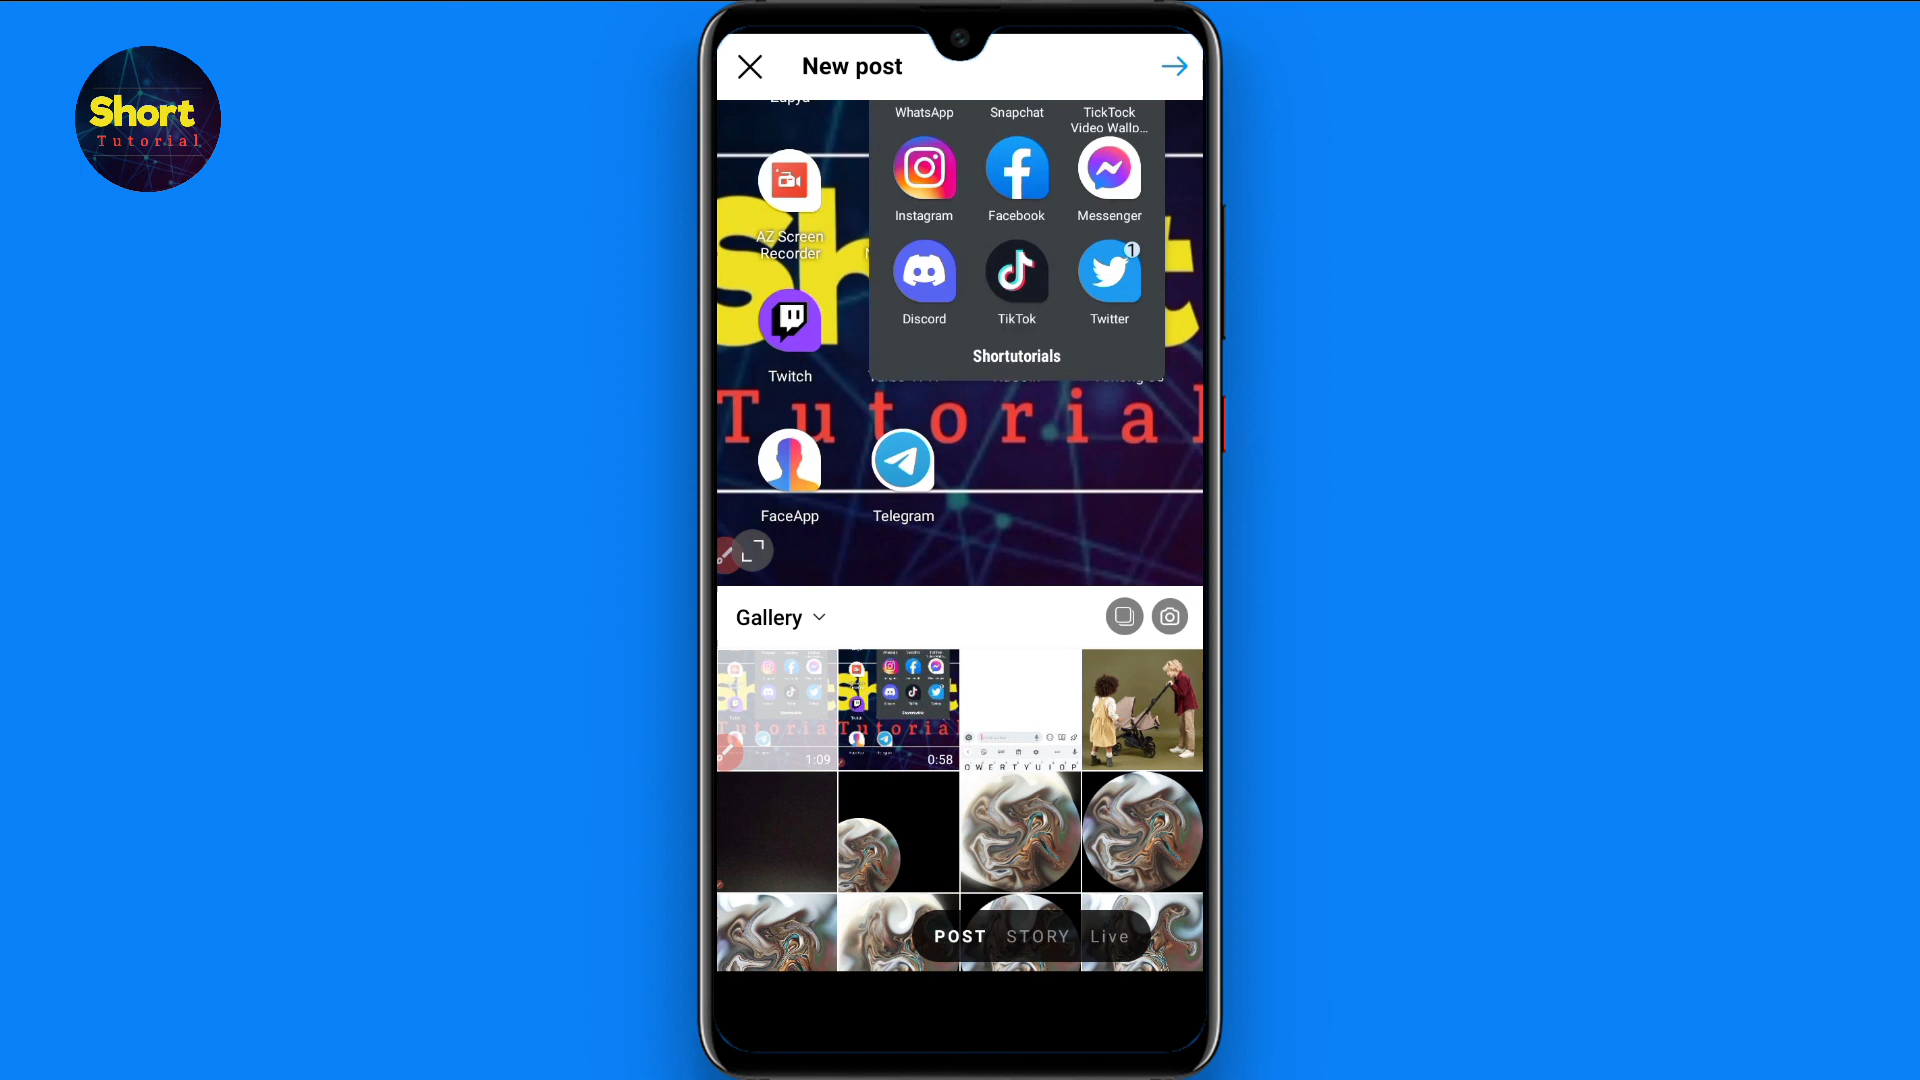 Short
Tutorial
New post
WhatsApp
Snapchat
TickTock
Video Wallp...
Instagram
Facebook
Messenger
AZ Screen
Recorder
1
Discord
TikTok
Twitter
Twitch
Shortutorials
Tutorial
FaceApp
Telegram
Gallery
1:09
0:58
Q W E R T Y U I O P
POST
STORY
Live